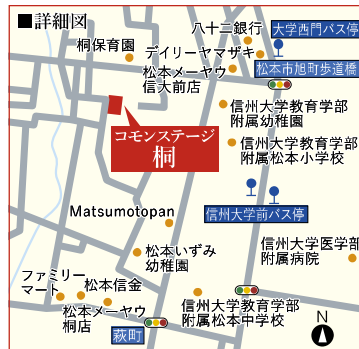 ■詳細図
八十二銀行
大学西門バス停
桐保育園
デイリーヤマザキ
松本メーヤウ
信大前店
松本市旭町歩道橋
信州大学教育学部
附属幼稚園
コモンステージ
桐
信州大学教育学部
附属松本小学校
Matsumotopan
信州大学前バス停
松本いずみ
幼稚園
信州大学医学部
附属病院
ファミリー
マート
松本信金
松本メーヤウ
桐店
信州大学教育学部
附属松本中学校
萩町
N